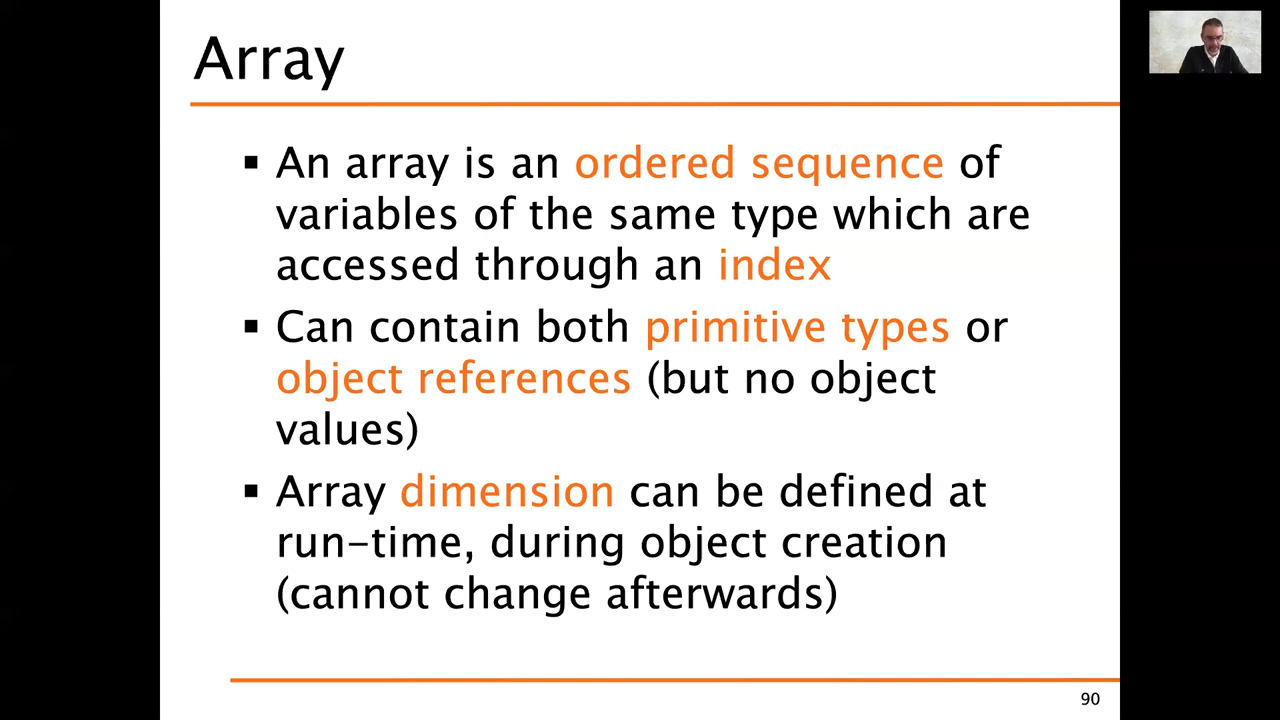 Array
▪ An array is an ordered sequence of
variables of the same type which are
accessed through an index
▪ Can contain both primitive types or
object references (but no object
values)
▪ Array dimension can be defined at
run-time, during object creation
(cannot change afterwards)
90